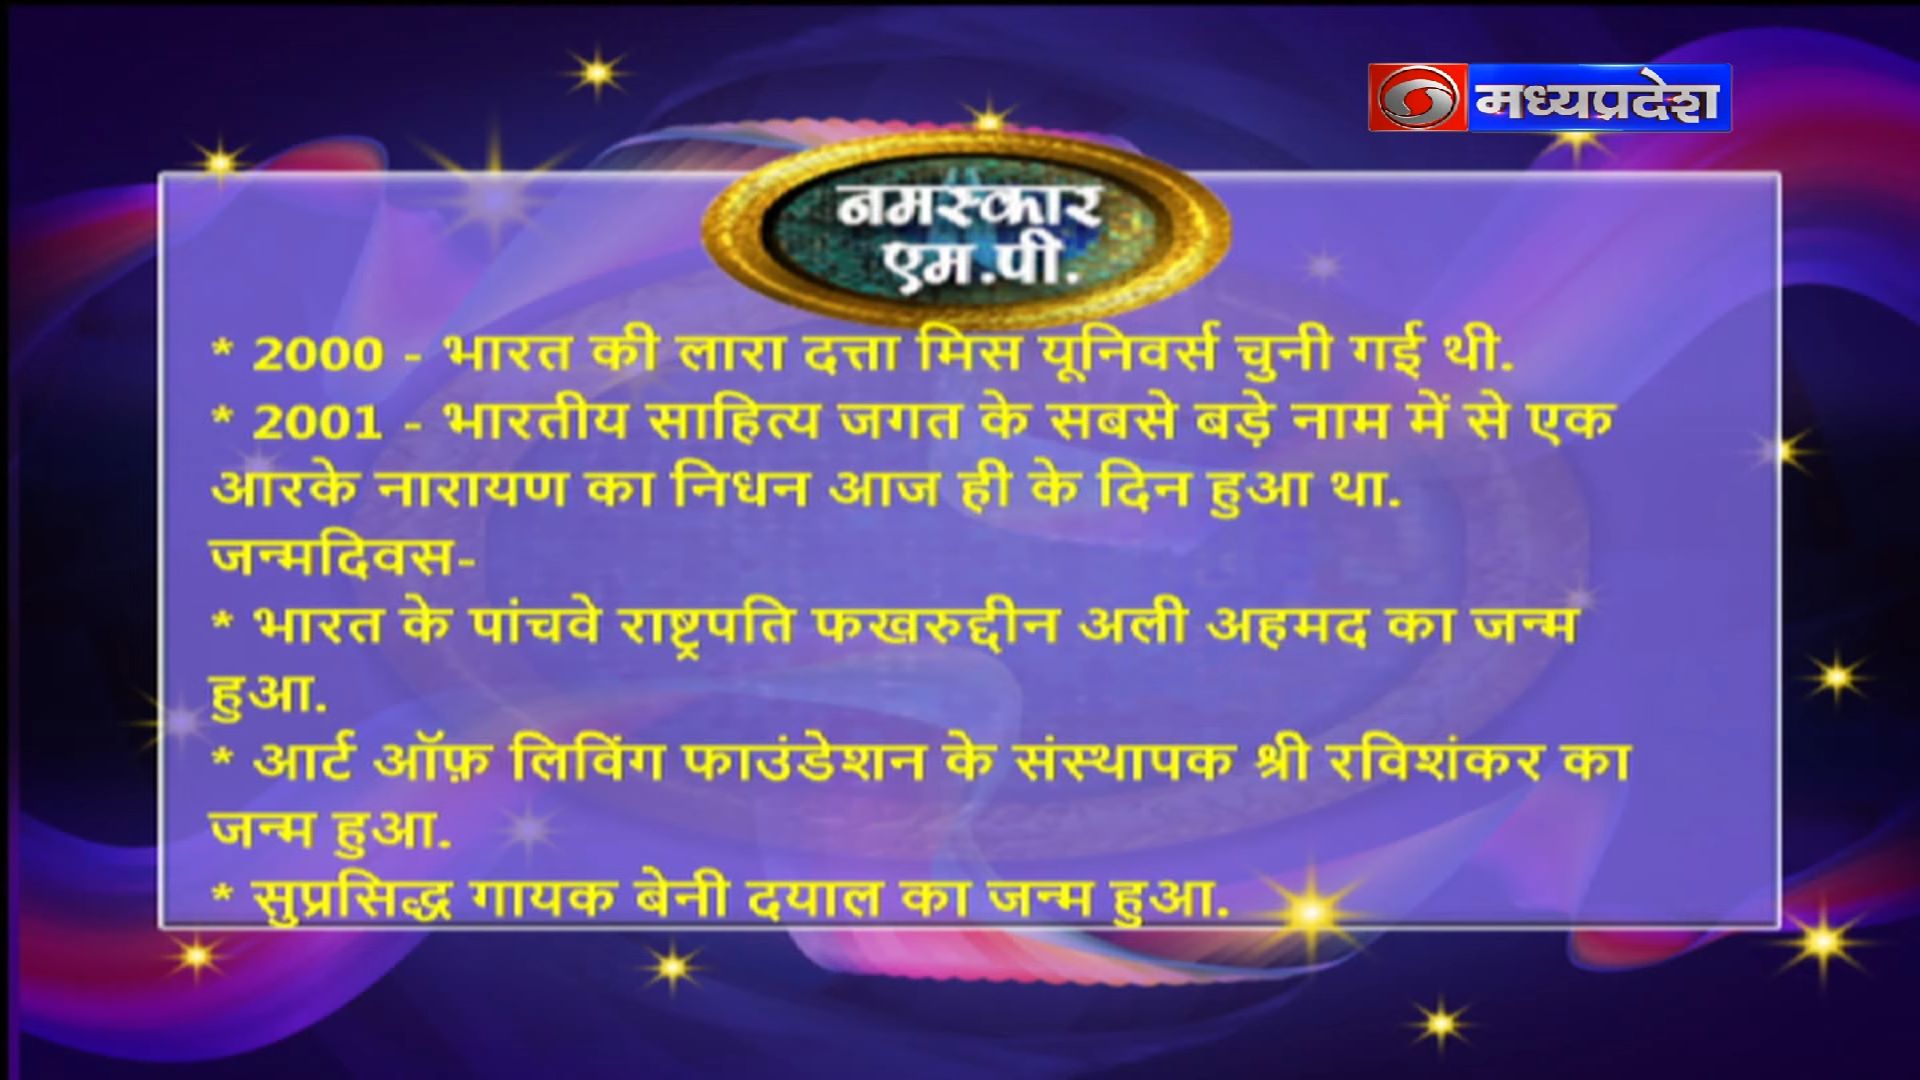 मध्यप्रदेश
नमस्कार
एम.पी.
* 2000 - भारत की लारा दत्ता मिस यूनिवर्स चुनी गई थी.
* 2001 - भारतीय साहित्य जगत के सबसे बड़े नाम में से एक
आरके नारायण का निधन आज ही के दिन हुआ था.
जन्मदिवस-
* भारत के पांचवे राष्ट्रपति फखरुद्दीन अली अहमद का जन्म
हुआ.
* आर्ट ऑफ़ लिविंग फाउंडेशन के संस्थापक श्री रविशंकर का
जन्म हुआ.
* सुप्रसिद्ध गायक बेनी दयाल का जन्म हुआ.